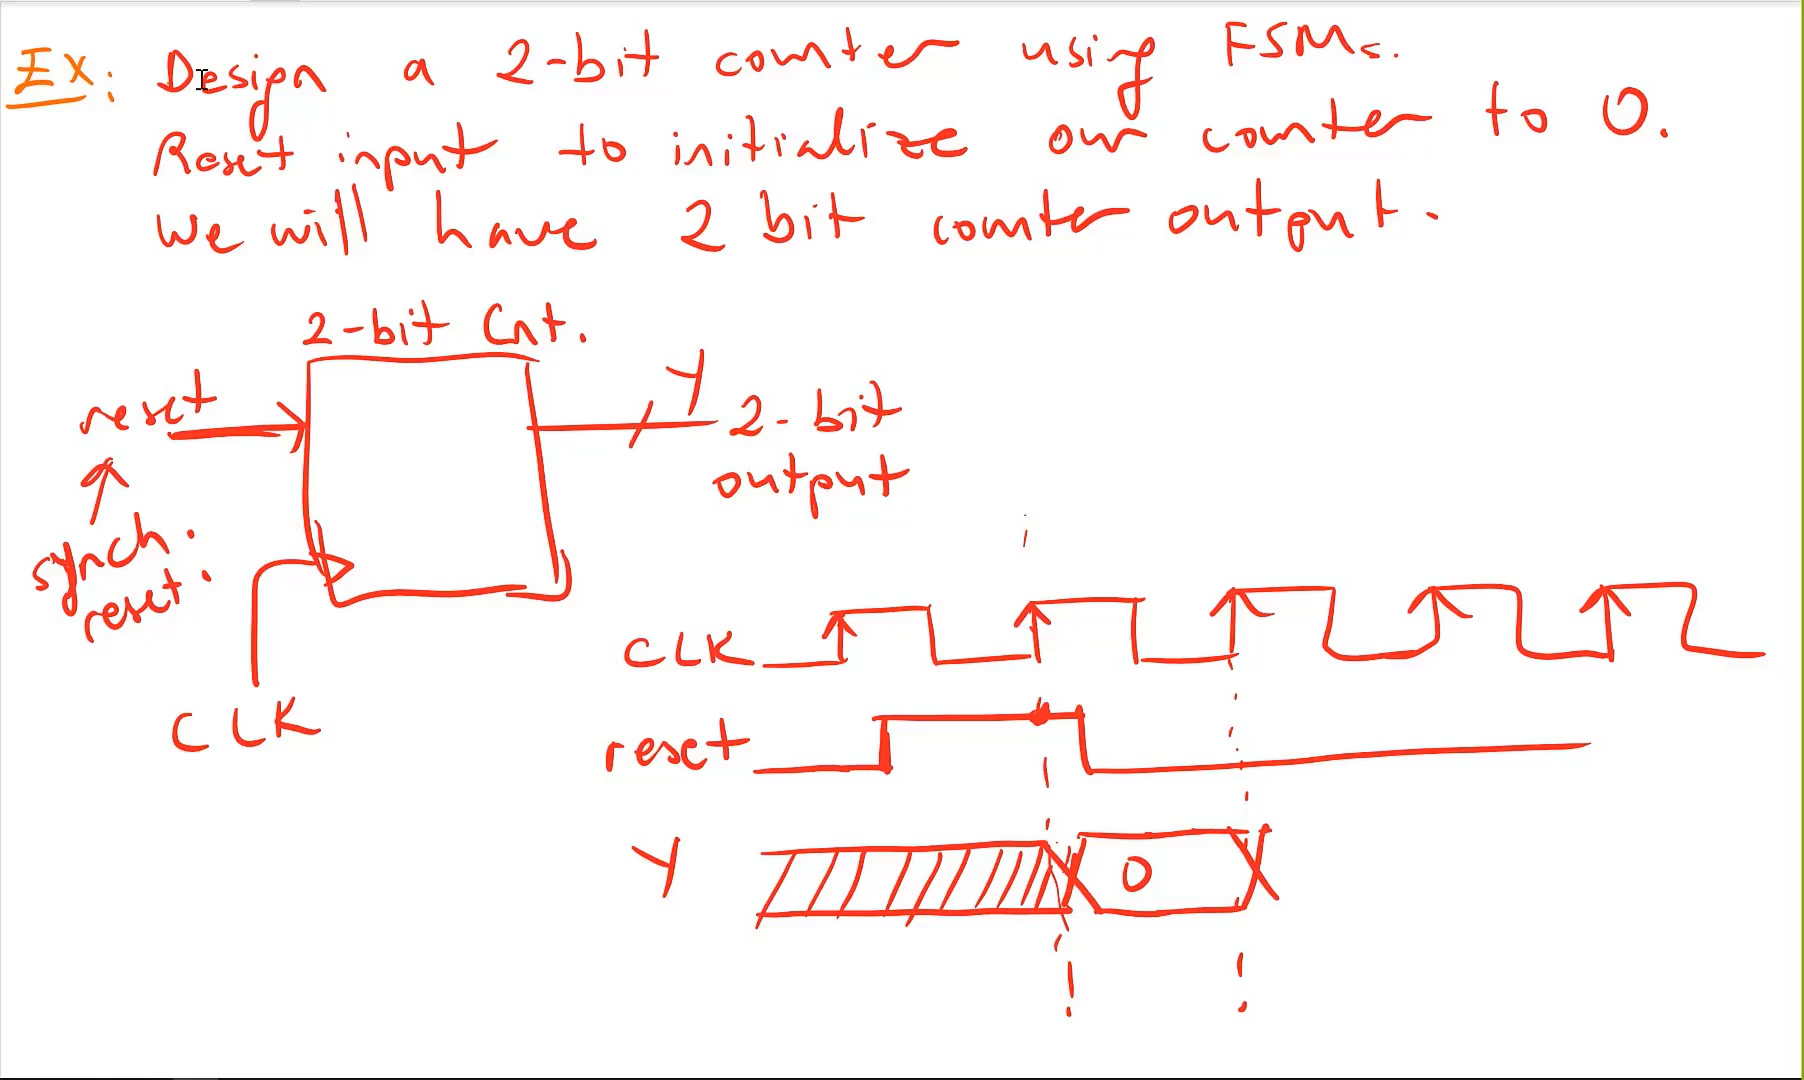 EX: Design a 2-bit counter using FSMs.
Reset input to initialize our counter to 0.
We will have 2 bit counter output.
2-bit Cnt.
reset
Y
2-bit
output
synch.
reset.
CLK
CLK
reset
Y
0